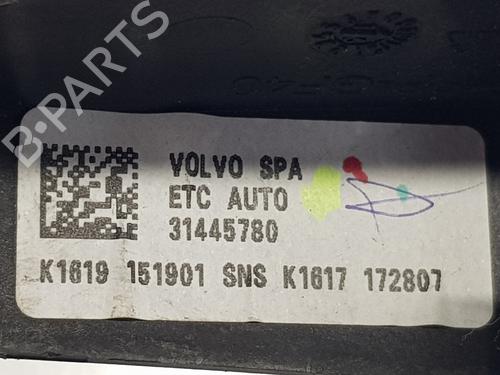 B-PARTS
VOLVO SPA
ETC AUTO
31445780
K1619 151901 SNS K1617 172807